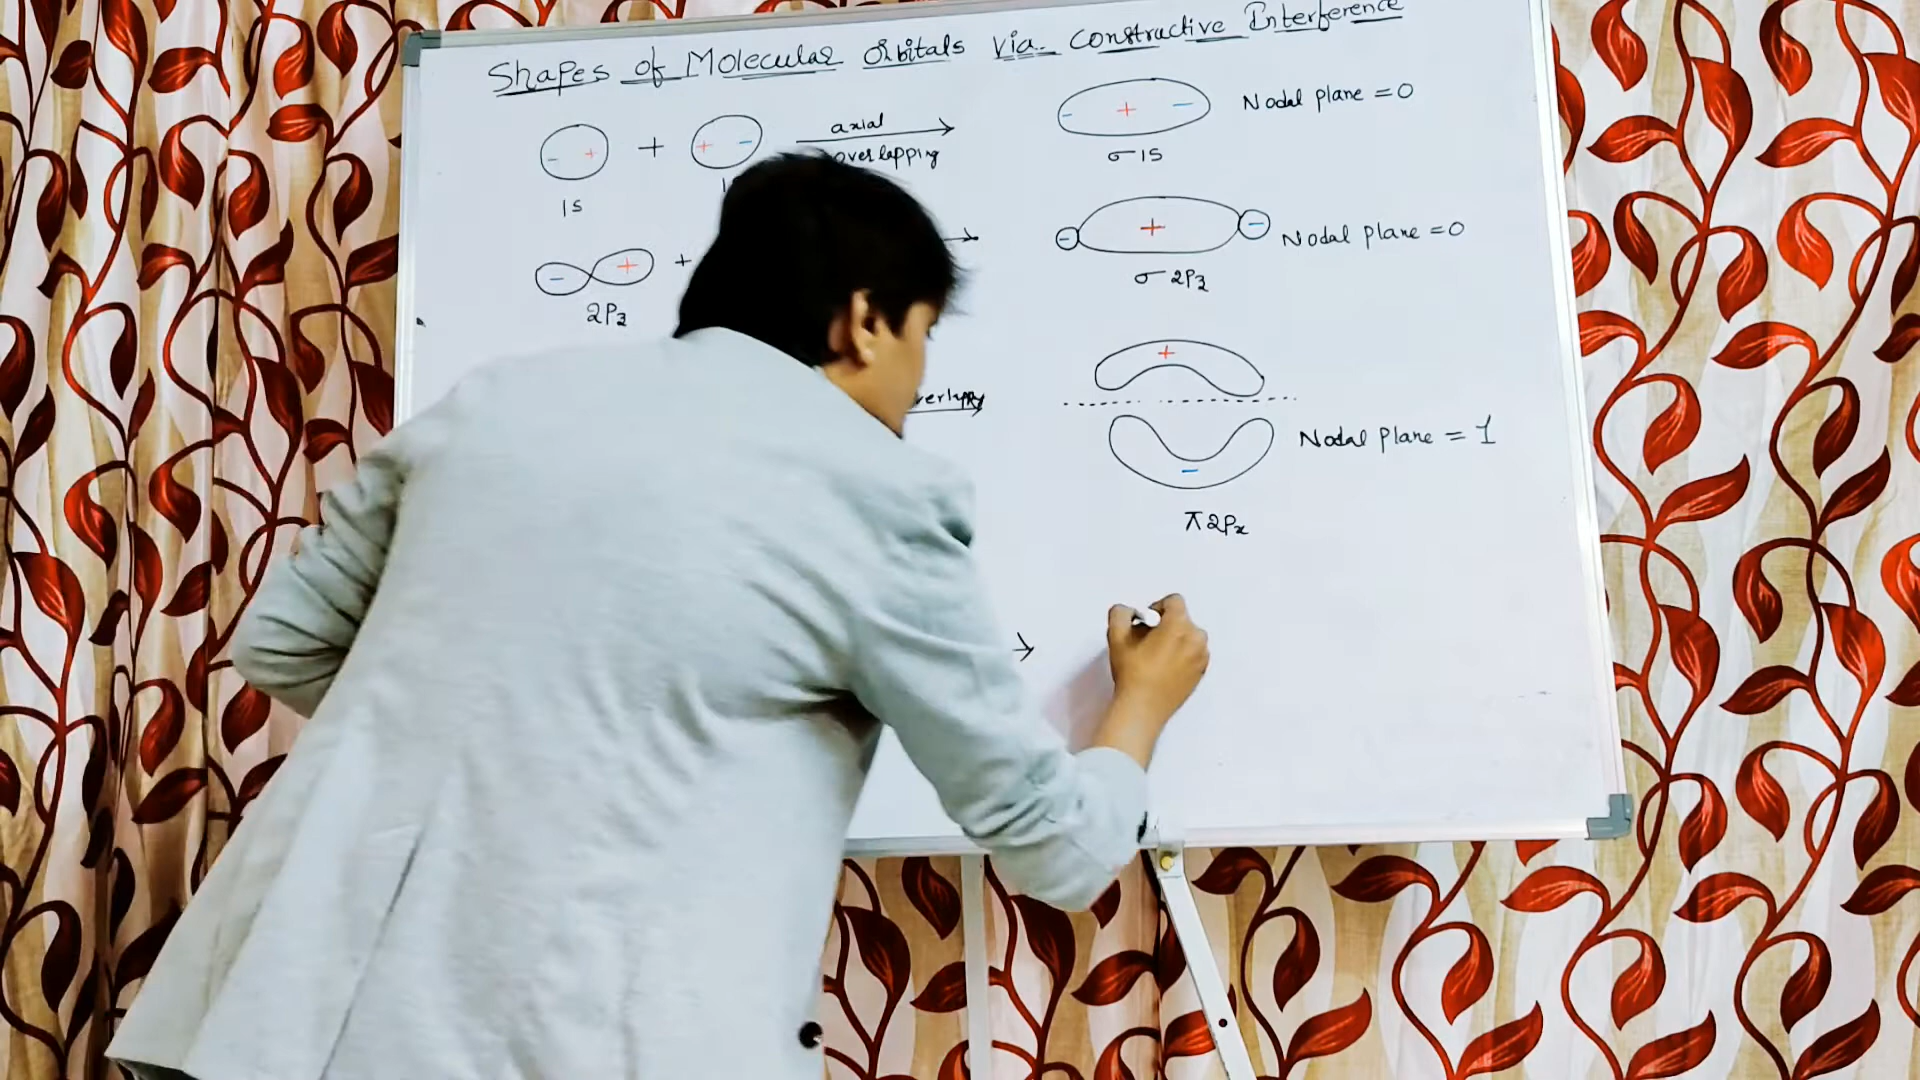 Shapes of Molecular Orbitals via constructive Interference
- + + + - axial overlapping - + - Nodal plane = 0
1s σ 1s
- + + - + - Nodal plane = 0
2Pz σ 2Pz
+
- Nodal plane = 1
π 2Px